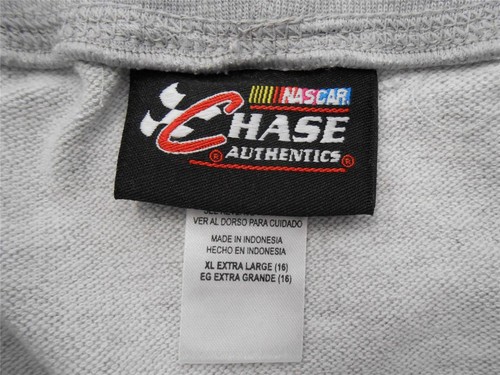 NASCAR
CHASE
® AUTHENTICS ®
VER AL DORSO PARA CUIDADO
MADE IN INDONESIA
HECHO EN INDONESIA
XL EXTRA LARGE (16)
EG EXTRA GRANDE (16)